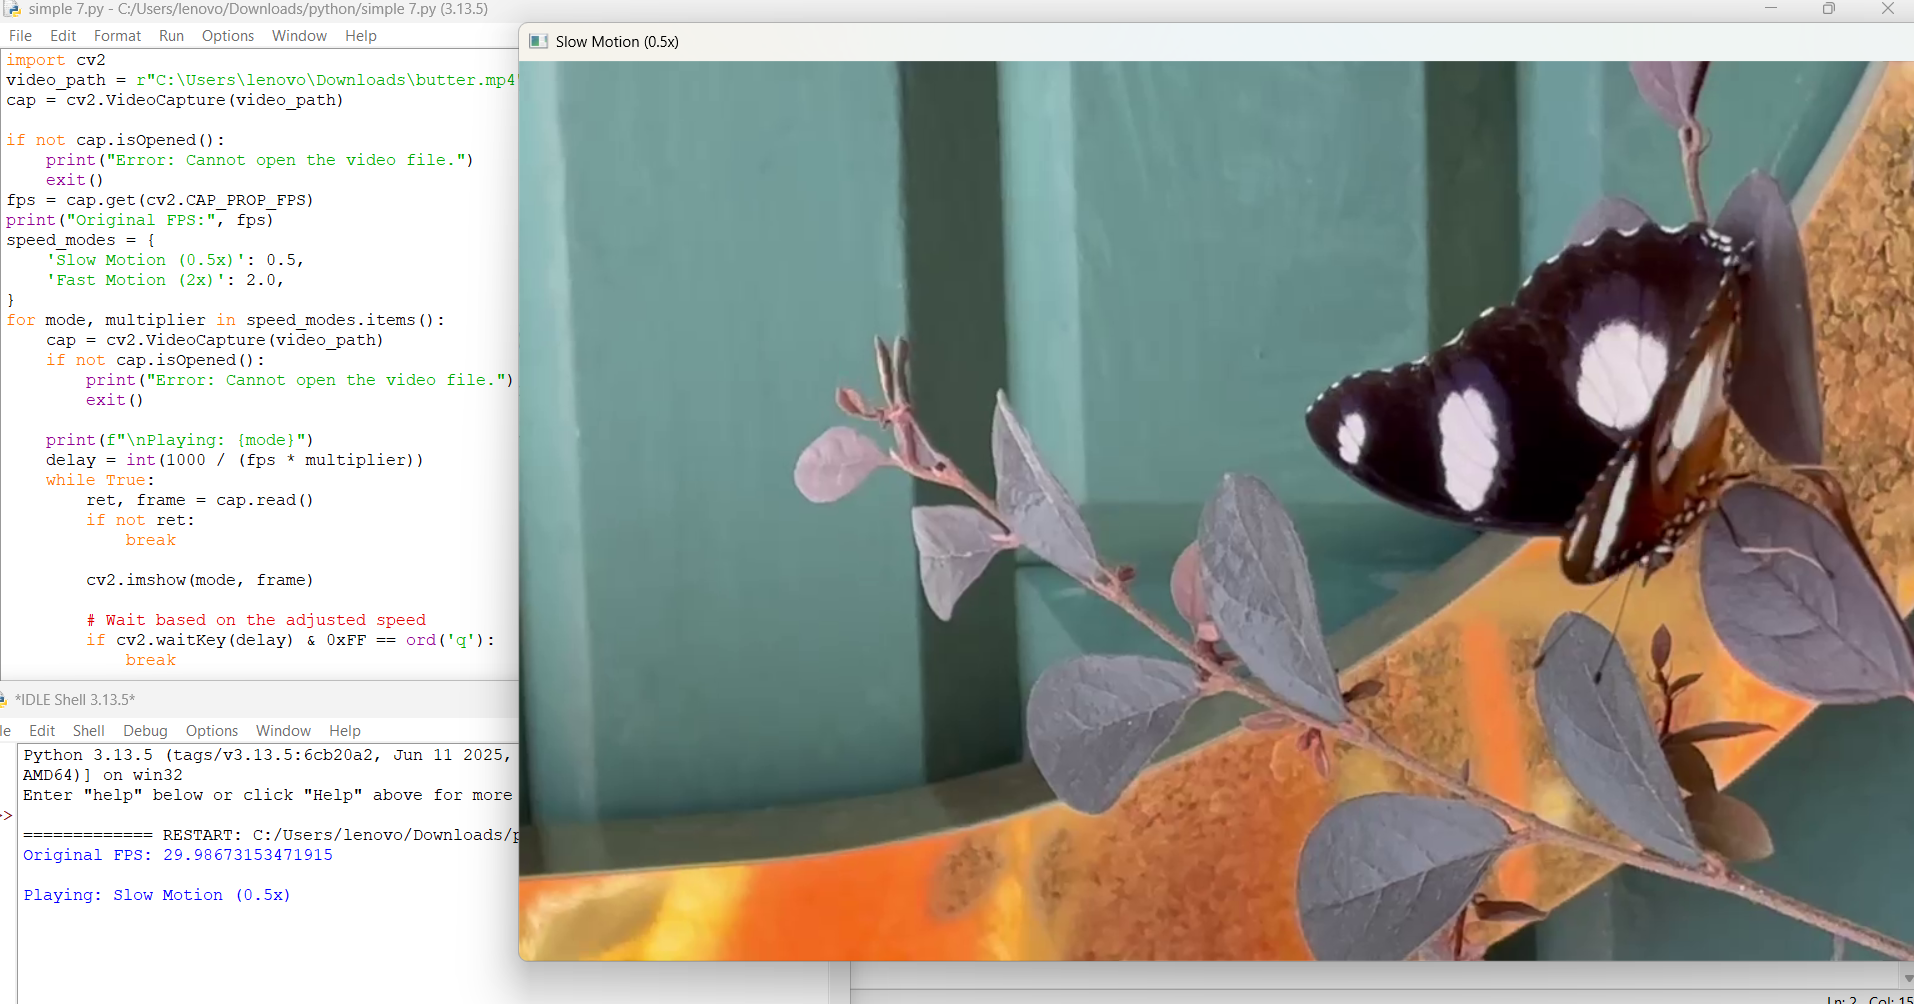 simple 7.py - C:/Users/lenovo/Downloads/python/simple 7.py (3.13.5)
File Edit Format Run Options Window Help
import cv2
video_path = r"C:\Users\lenovo\Downloads\butter.mp4"
cap = cv2.VideoCapture(video_path)
if not cap.isOpened():
    print("Error: Cannot open the video file.")
    exit()
fps = cap.get(cv2.CAP_PROP_FPS)
print("Original FPS:", fps)
speed_modes = {
    'Slow Motion (0.5x)': 0.5,
    'Fast Motion (2x)': 2.0,
}
for mode, multiplier in speed_modes.items():
    cap = cv2.VideoCapture(video_path)
    if not cap.isOpened():
        print("Error: Cannot open the video file.")
        exit()
    print(f"\nPlaying: {mode}")
    delay = int(1000 / (fps * multiplier))
    while True:
        ret, frame = cap.read()
        if not ret:
            break
        cv2.imshow(mode, frame)
        # Wait based on the adjusted speed
        if cv2.waitKey(delay) & 0xFF == ord('q'):
            break
*IDLE Shell 3.13.5*
le Edit Shell Debug Options Window Help
Python 3.13.5 (tags/v3.13.5:6cb20a2, Jun 11 2025,
AMD64)] on win32
Enter "help" below or click "Help" above for more
>>
============= RESTART: C:/Users/lenovo/Downloads/p
Original FPS: 29.98673153471915
Playing: Slow Motion (0.5x)
Slow Motion (0.5x)
Ln: 2 Col: 15